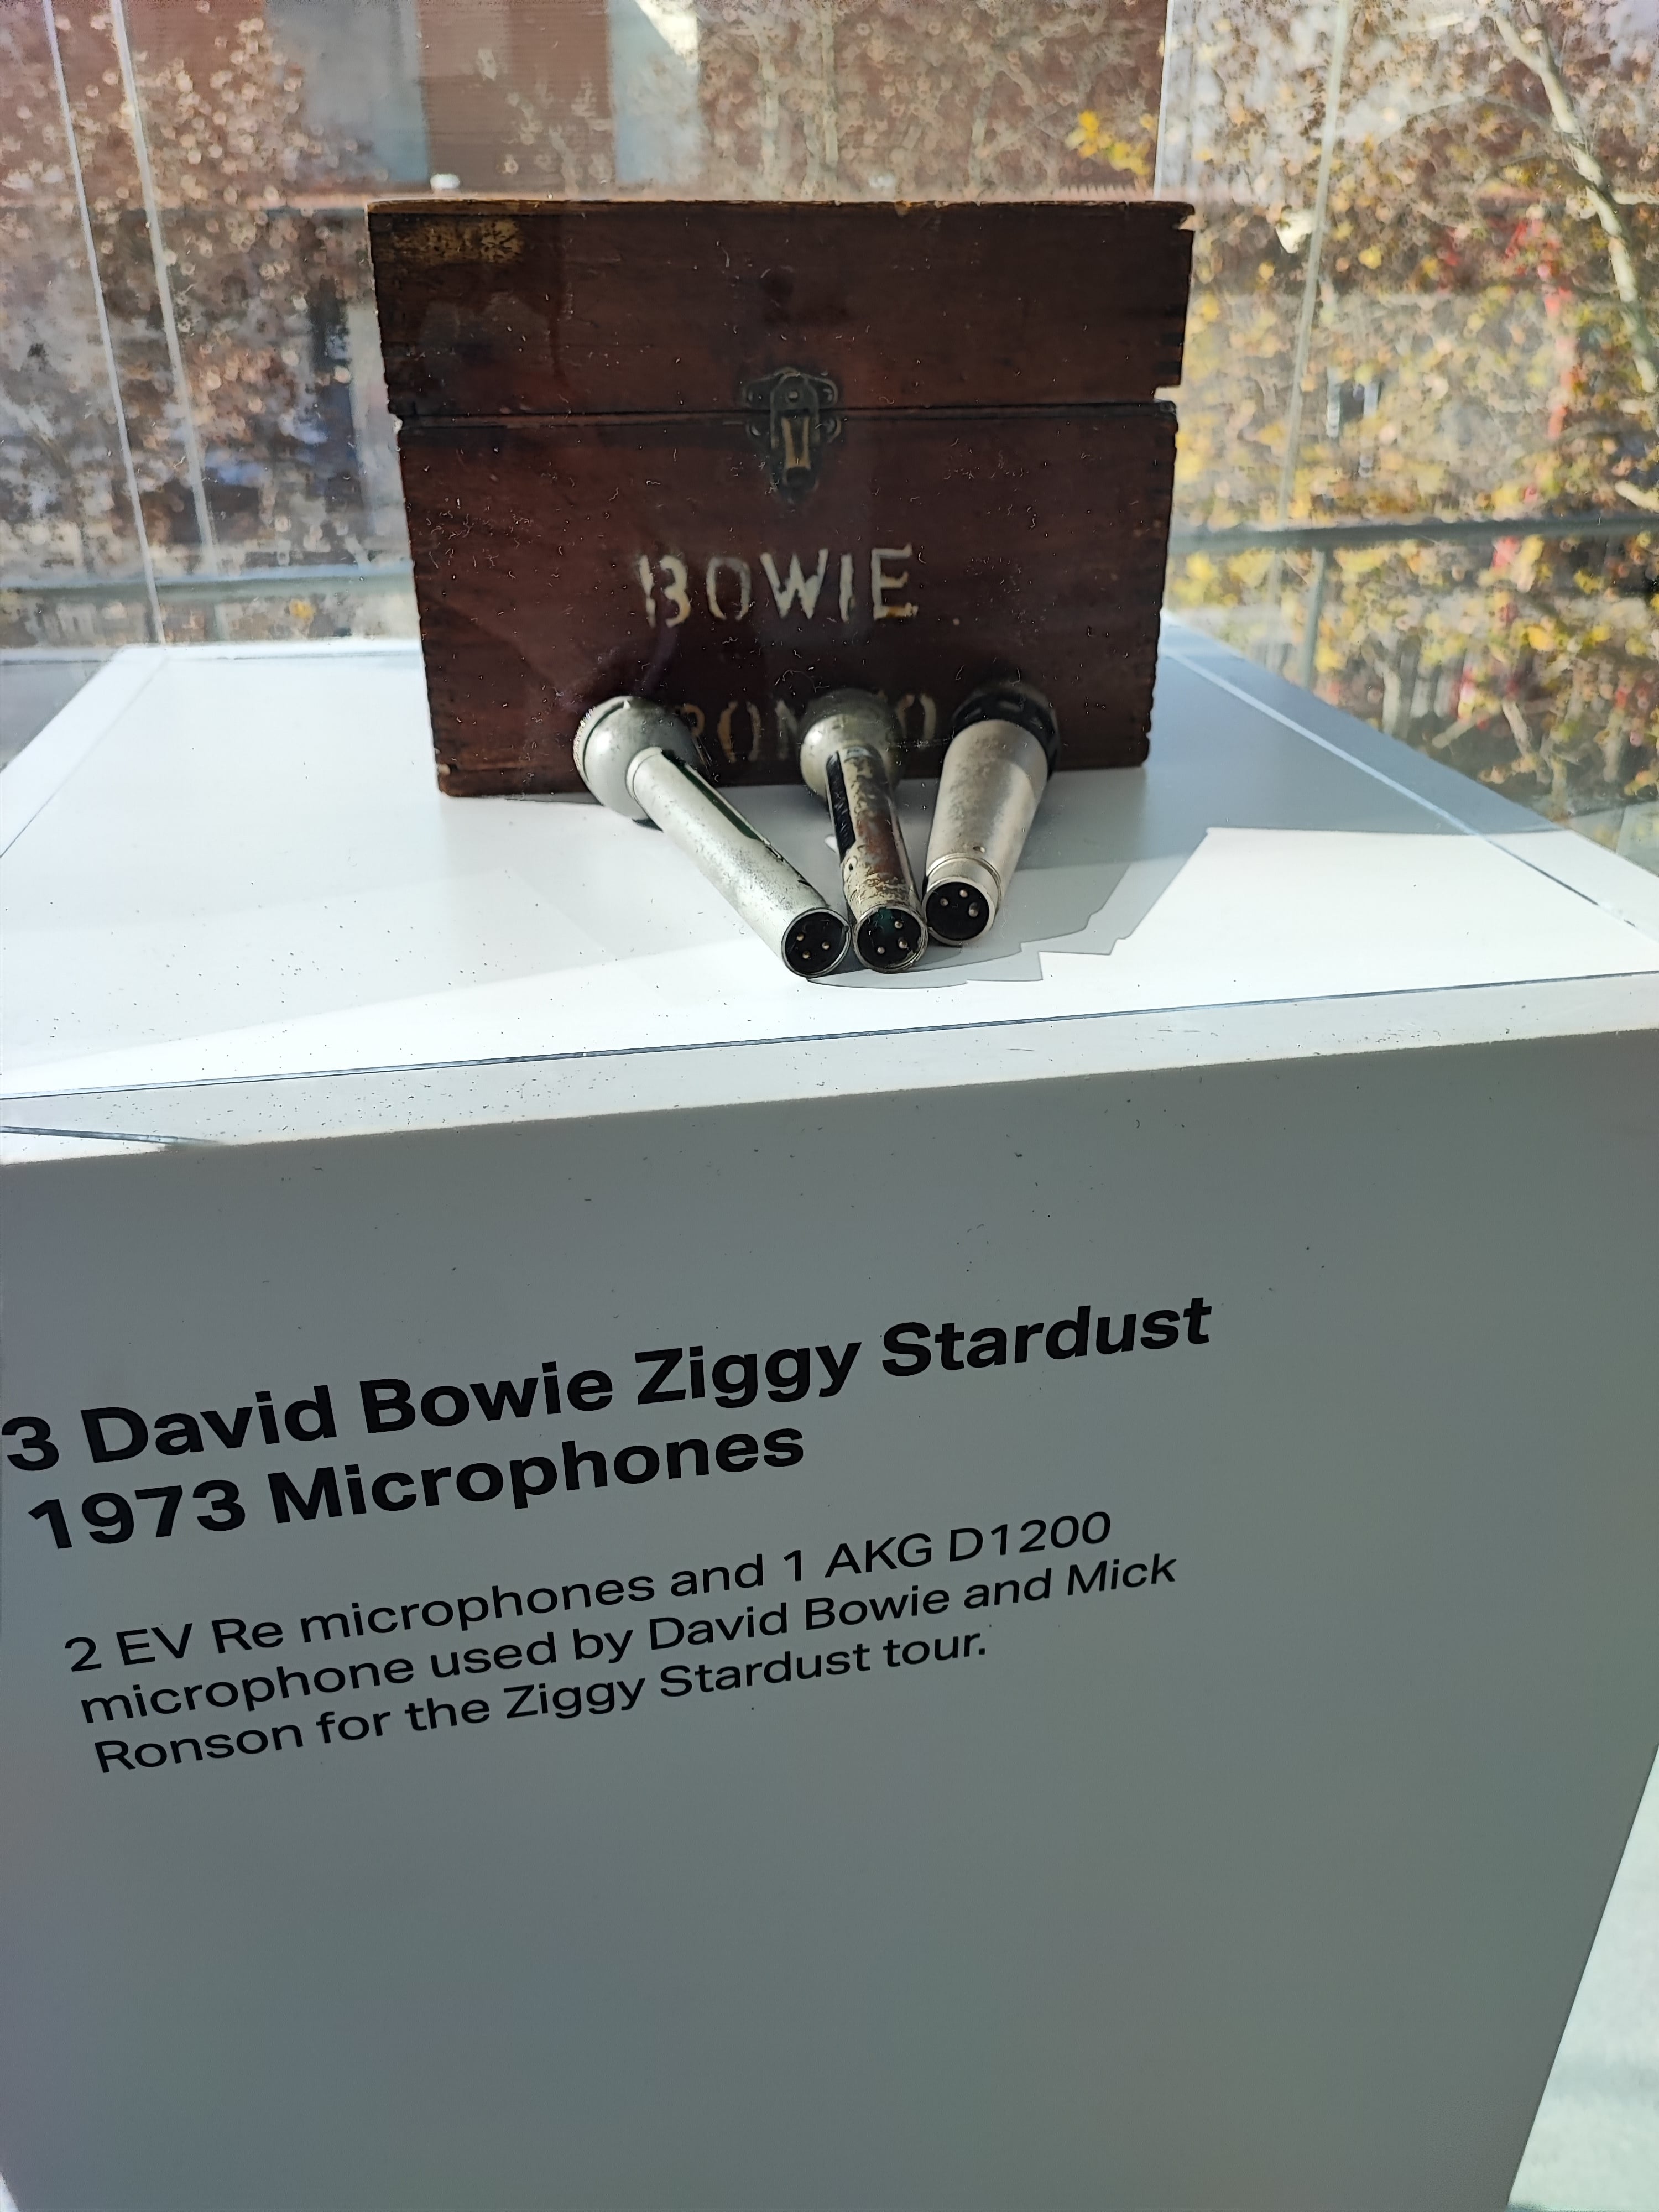 BOWIE
3 David Bowie Ziggy Stardust
1973 Microphones
2 EV Re microphones and 1 AKG D1200
microphone used by David Bowie and Mick
Ronson for the Ziggy Stardust tour.